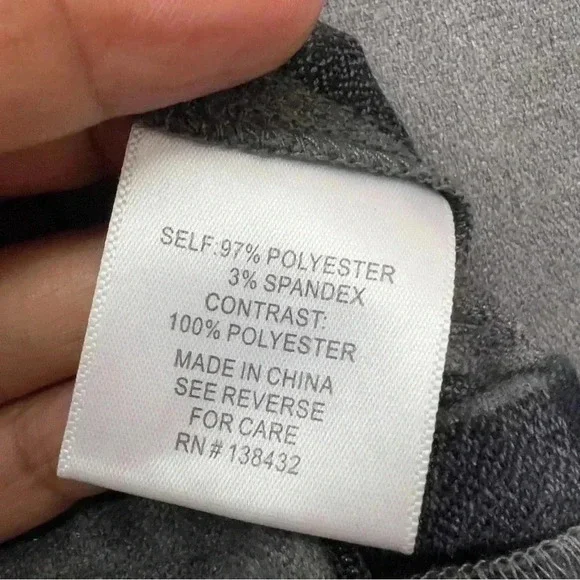 SELF:97% POLYESTER
3% SPANDEX
CONTRAST:
100% POLYESTER
MADE IN CHINA
SEE REVERSE
FOR CARE
RN # 138432